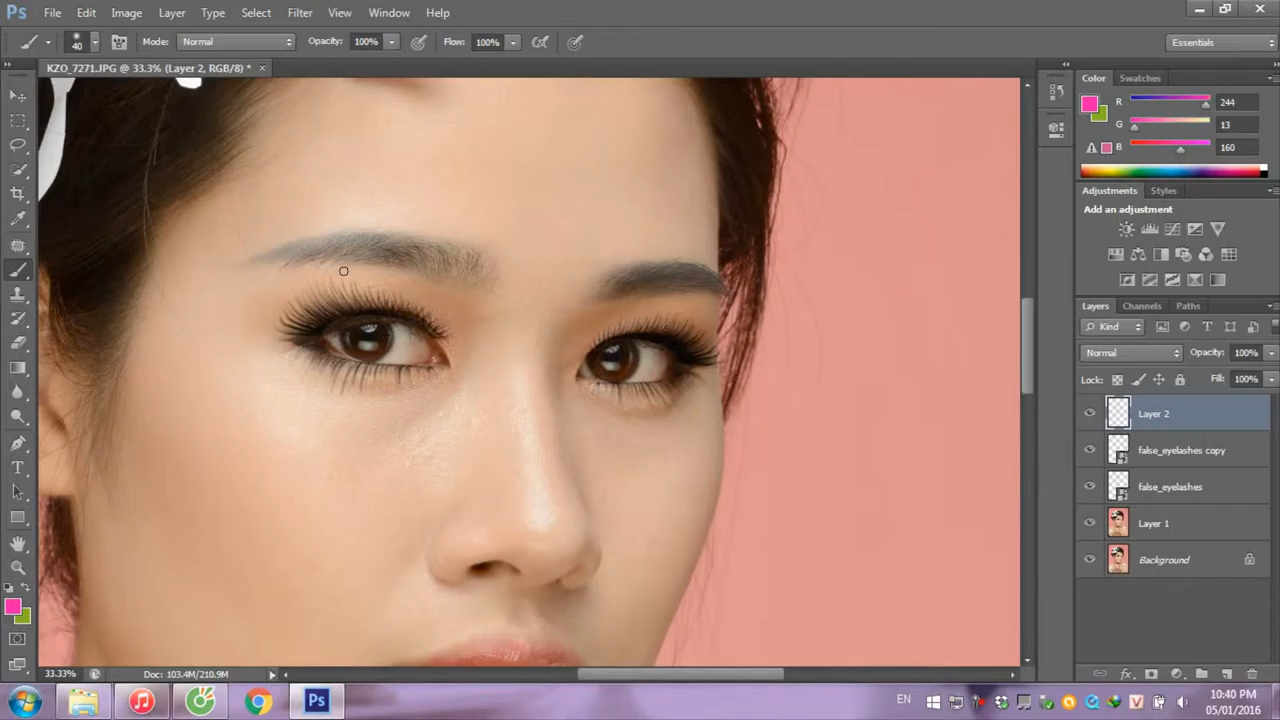 Ps File Edit Image Layer Type Select Filter View Window Help
40 Mode: Normal Opacity: 100% Flow: 100% Essentials
KZO_7271.JPG @ 33.3% (Layer 2, RGB/8) *
Color Swatches
R 244
G 13
B 160
Adjustments Styles
Add an adjustment
Layers Channels Paths
Kind
Normal Opacity: 100%
Lock: Fill: 100%
Layer 2
false_eyelashes copy
false_eyelashes
Layer 1
Background
33.33% Doc: 103.4M/210.9M
Ps EN V 10:40 PM
05/01/2016